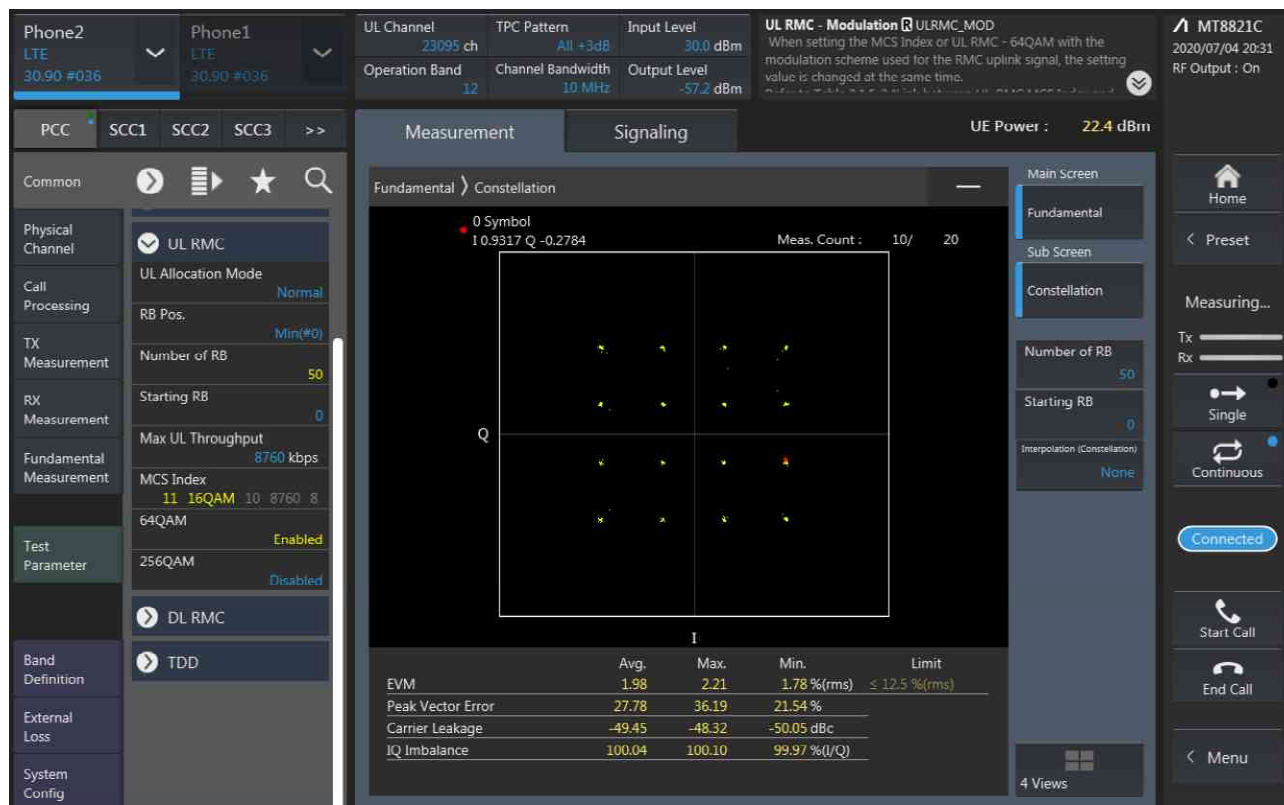 Phone2
LTE
30.90 #036
Phone1
LTE
30.90 #036
UL Channel
23095 ch
TPC Pattern
All +3dB
Input Level
30.0 dBm
Operation Band
12
Channel Bandwidth
10 MHz
Output Level
-57.2 dBm
UL RMC - Modulation R ULRMC_MOD
When setting the MCS Index or UL RMC - 64QAM with the
modulation scheme used for the RMC uplink signal, the setting
value is changed at the same time.
MT8821C
2020/07/04 20:31
RF Output : On
PCC SCC1 SCC2 SCC3 >>
Measurement
Signaling
UE Power : 22.4 dBm
Common
Physical
Channel
Call
Processing
TX
Measurement
RX
Measurement
Fundamental
Measurement
Test
Parameter
Band
Definition
External
Loss
System
Config
UL RMC
UL Allocation Mode
Normal
RB Pos.
Min(#0)
Number of RB
50
Starting RB
0
Max UL Throughput
8760 kbps
MCS Index
11 16QAM 10 8760 8
64QAM
Enabled
256QAM
Disabled
DL RMC
TDD
Fundamental > Constellation
0 Symbol
I 0.9317 Q -0.2784
Meas. Count : 10/ 20
Q
I
Avg. Max. Min. Limit
EVM 1.98 2.21 1.78 %(rms) ≤ 12.5 %(rms)
Peak Vector Error 27.78 36.19 21.54 %
Carrier Leakage -49.45 -48.32 -50.05 dBc
IQ Imbalance 100.04 100.10 99.97 %(I/Q)
Main Screen
Fundamental
Sub Screen
Constellation
Number of RB
50
Starting RB
0
Interpolation (Constellation)
None
4 Views
Home
< Preset
Measuring...
Tx
Rx
Single
Continuous
Connected
Start Call
End Call
< Menu